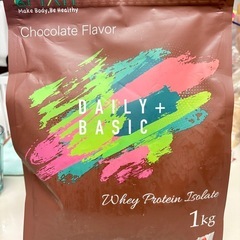 Make Body,Be Healthy
Chocolate Flavor
DAILY+
BASIC
Whey Protein Isolate
1kg